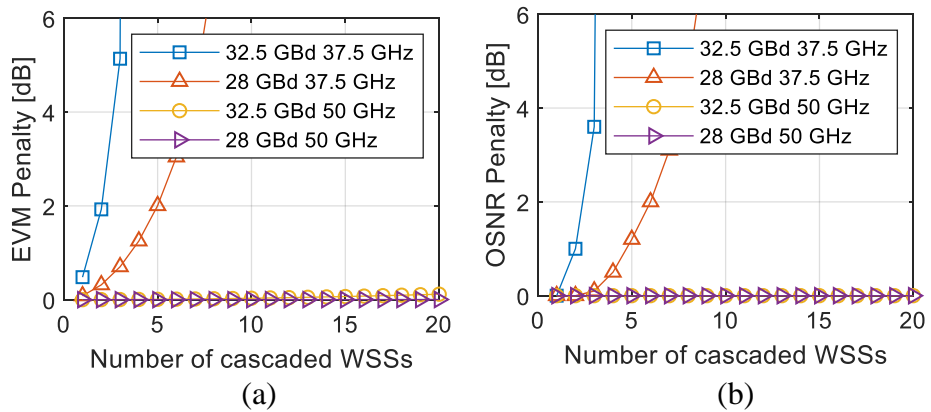 EVM Penalty [dB]
6
4
2
0
32.5 GBd 37.5 GHz
28 GBd 37.5 GHz
32.5 GBd 50 GHz
28 GBd 50 GHz
0 5 10 15 20
Number of cascaded WSSs
(a)
OSNR Penalty [dB]
6
4
2
0
32.5 GBd 37.5 GHz
28 GBd 37.5 GHz
32.5 GBd 50 GHz
28 GBd 50 GHz
0 5 10 15 20
Number of cascaded WSSs
(b)